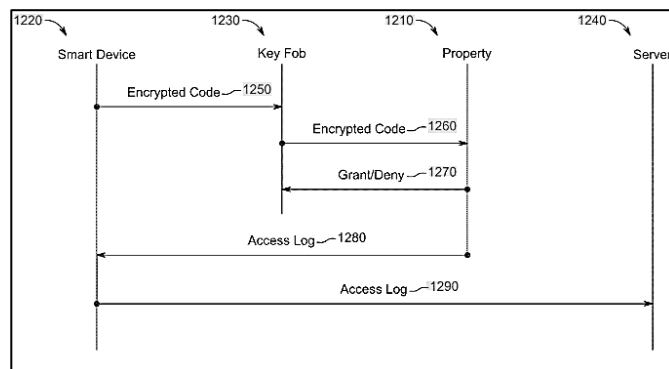 1220 1230 1210 1240
Smart Device Key Fob Property Server
Encrypted Code 1250
Encrypted Code 1260
Grant/Deny 1270
Access Log 1280
Access Log 1290